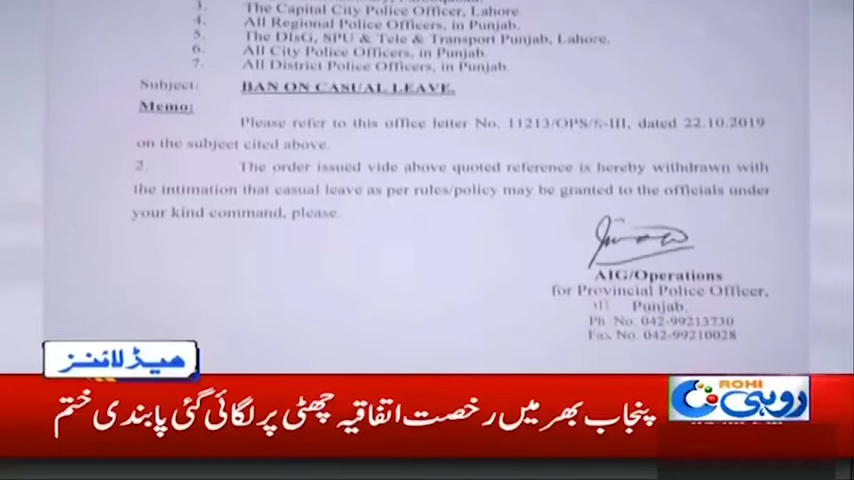 3. The Capital City Police Officer, Lahore.
4. All Regional Police Officers, in Punjab.
5. The DIsG, SPU & Tele & Transport Punjab, Lahore.
6. All City Police Officers, in Punjab.
7. All District Police Officers, in Punjab.
Subject: BAN ON CASUAL LEAVE.
Memo:
Please refer to this office letter No. 11213/OPS/S-III, dated 22.10.2019
on the subject cited above.
2. The order issued vide above quoted reference is hereby withdrawn with
the intimation that casual leave as per rules/policy may be granted to the officials under
your kind command, please.
AIG/Operations
for Provincial Police Officer,
Punjab.
Ph. No. 042-99213730
Fax. No. 042-99210028
ھیڈلائنز
ROHI
روہی
پنجاب بھر میں رخصت اتفاقیہ چھٹی پر لگائی گئی پابندی ختم